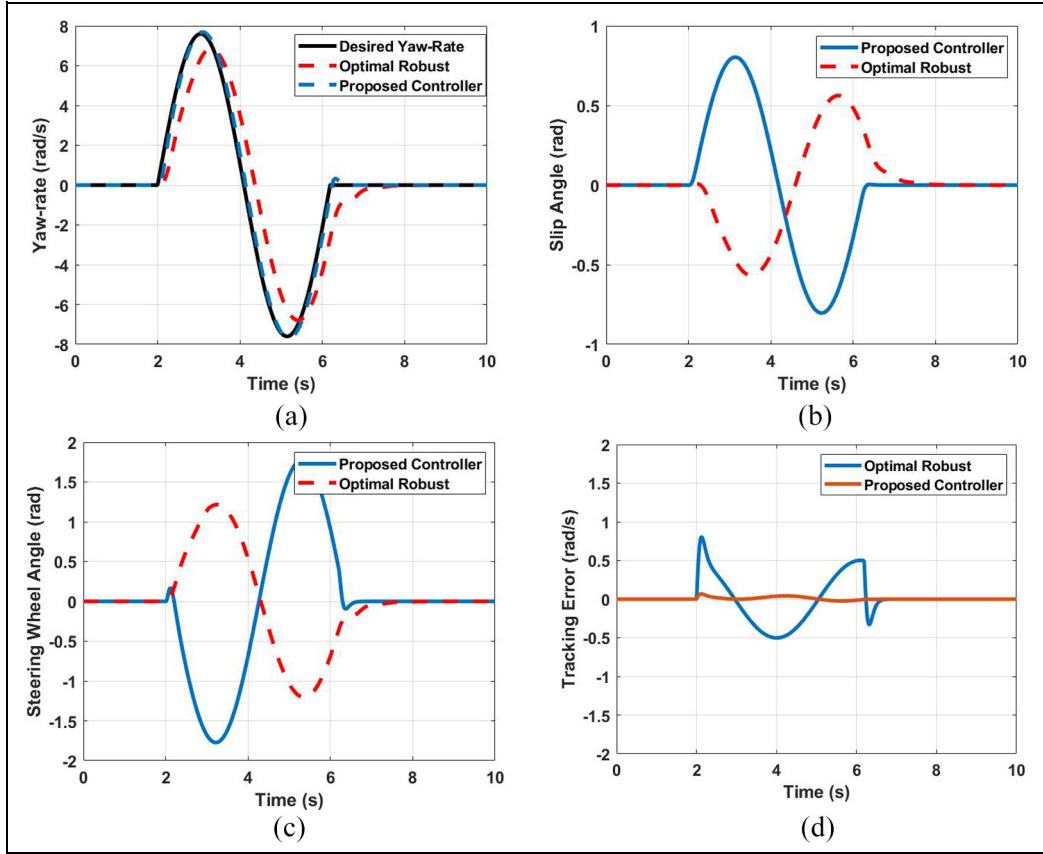 8
6
4
2
0
-2
-4
-6
-8
Yaw-rate (rad/s)
Desired Yaw-Rate
Optimal Robust
Proposed Controller
0 2 4 6 8 10
Time (s)
(a)
1
0.5
0
-0.5
-1
Slip Angle (rad)
Proposed Controller
Optimal Robust
0 2 4 6 8 10
Time (s)
(b)
2
1.5
1
0.5
0
-0.5
-1
-1.5
-2
Steering Wheel Angle (rad)
Proposed Controller
Optimal Robust
0 2 4 6 8 10
Time (s)
(c)
2
1.5
1
0.5
0
-0.5
-1
-1.5
-2
Tracking Error (rad/s)
Optimal Robust
Proposed Controller
0 2 4 6 8 10
Time (s)
(d)